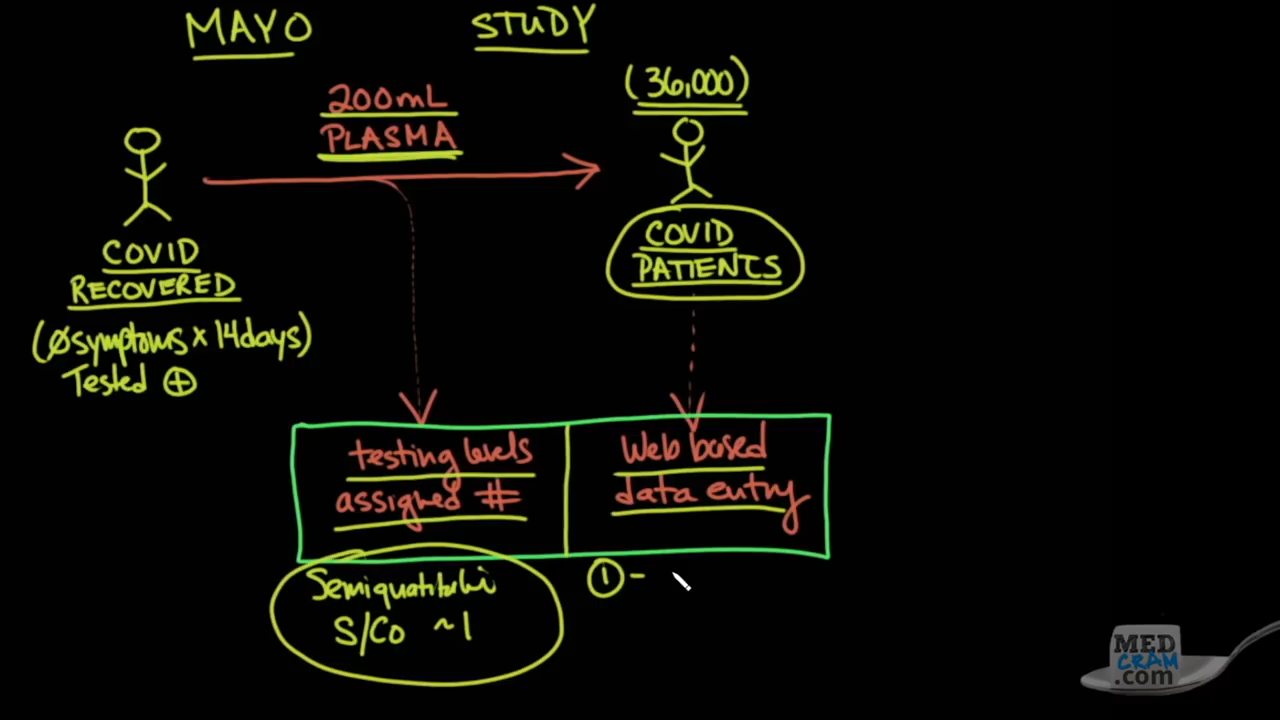 MAYO STUDY
200mL
PLASMA
(36,000)
COVID
RECOVERED
(Øsymptoms x 14days)
Tested ⊕
COVID
PATIENTS
testing levels
assigned #
Web based
data entry
S/Co ~1
① -
MED
CRAM
.com